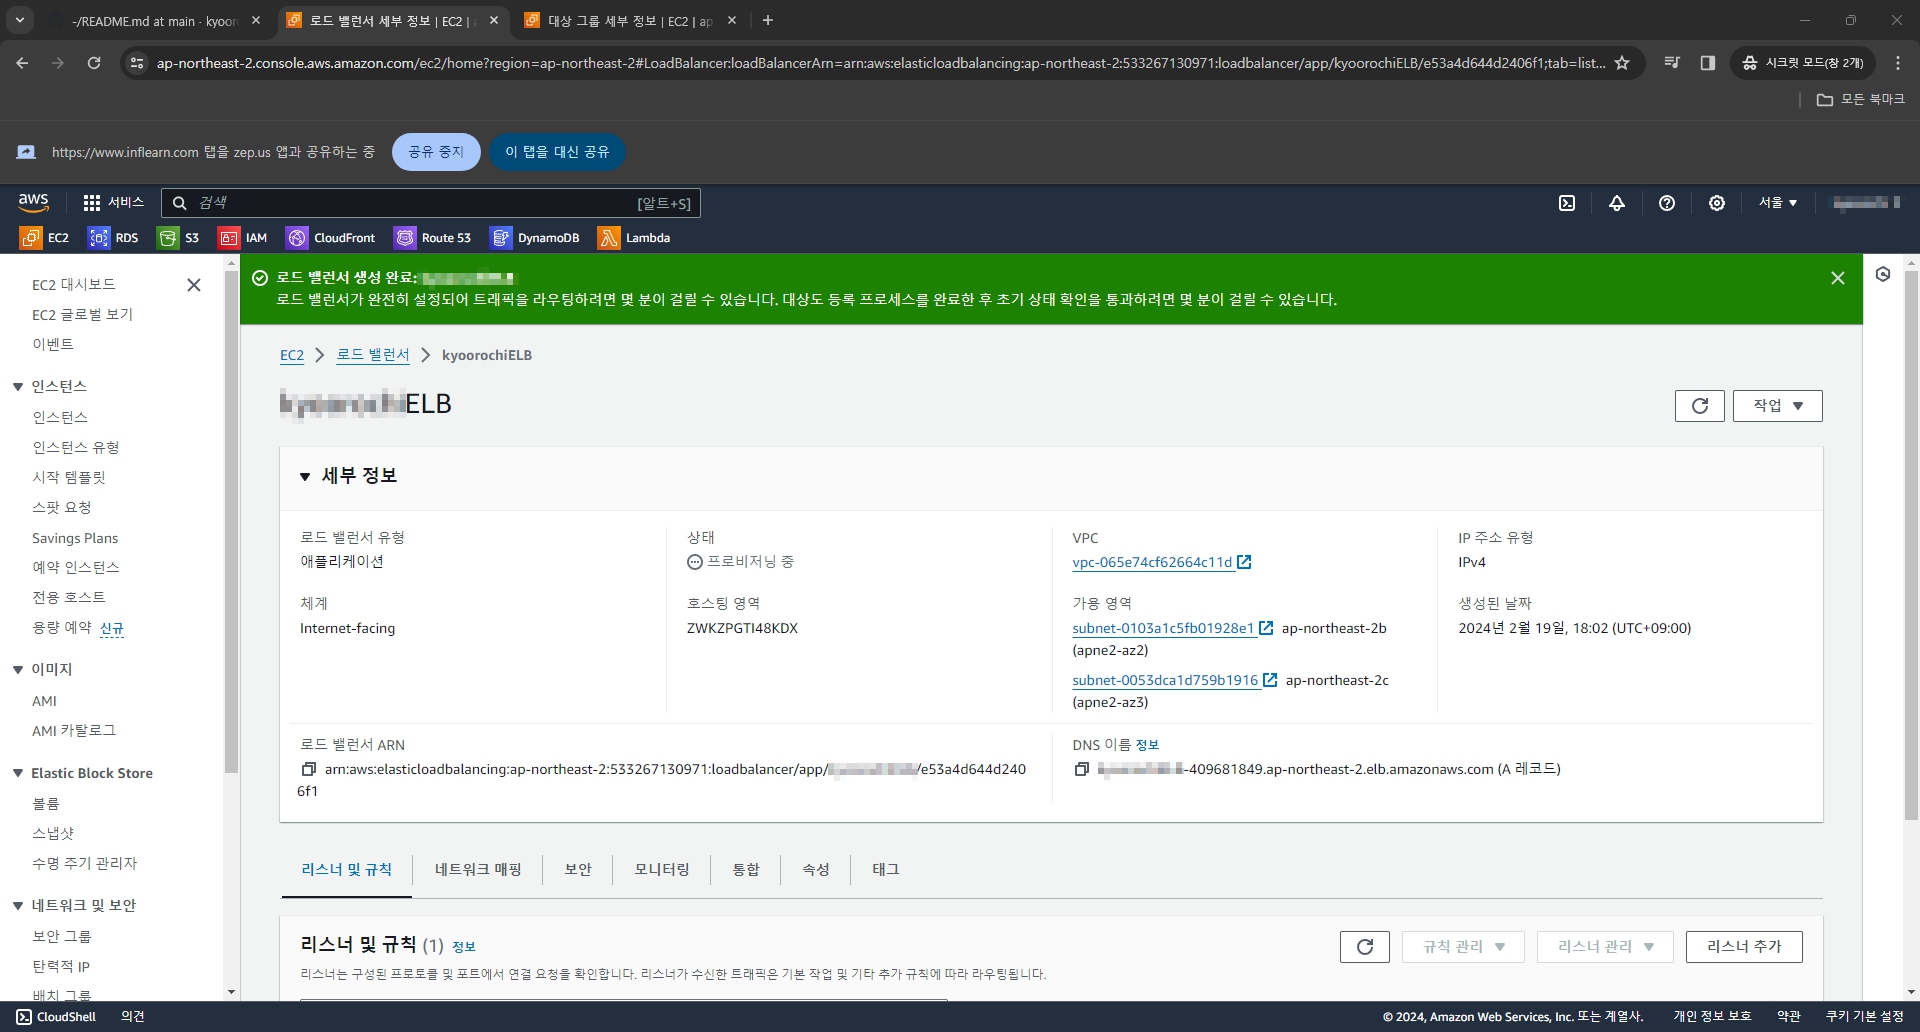 -/README.md at main · kyoor
로드 밸런서 세부 정보 | EC2 | a
대상 그룹 세부 정보 | EC2 | ap
ap-northeast-2.console.aws.amazon.com/ec2/home?region=ap-northeast-2#LoadBalancer:loadBalancerArn=arn:aws:elasticloadbalancing:ap-northeast-2:533267130971:loadbalancer/app/kyoorochiELB/e53a4d644d2406f1;tab=list...
시크릿 모드(창 2개)
모든 북마크
https://www.inflearn.com 탭을 zep.us 앱과 공유하는 중
공유 중지
이 탭을 대신 공유
aws
서비스
검색
[알트+S]
서울
EC2
RDS
S3
IAM
CloudFront
Route 53
DynamoDB
Lambda
EC2 대시보드
EC2 글로벌 보기
이벤트
인스턴스
인스턴스
인스턴스 유형
시작 템플릿
스팟 요청
Savings Plans
예약 인스턴스
전용 호스트
용량 예약 신규
이미지
AMI
AMI 카탈로그
Elastic Block Store
볼륨
스냅샷
수명 주기 관리자
네트워크 및 보안
보안 그룹
탄력적 IP
배치 그룹
로드 밸런서 생성 완료:
로드 밸런서가 완전히 설정되어 트래픽을 라우팅하려면 몇 분이 걸릴 수 있습니다. 대상도 등록 프로세스를 완료한 후 초기 상태 확인을 통과하려면 몇 분이 걸릴 수 있습니다.
EC2 > 로드 밸런서 > kyoorochiELB
ELB
작업
세부 정보
로드 밸런서 유형
애플리케이션
상태
프로비저닝 중
VPC
vpc-065e74cf62664c11d
IP 주소 유형
IPv4
체계
Internet-facing
호스팅 영역
ZWKZPGTI48KDX
가용 영역
subnet-0103a1c5fb01928e1 ap-northeast-2b
(apne2-az2)
subnet-0053dca1d759b1916 ap-northeast-2c
(apne2-az3)
생성된 날짜
2024년 2월 19일, 18:02 (UTC+09:00)
로드 밸런서 ARN
arn:aws:elasticloadbalancing:ap-northeast-2:533267130971:loadbalancer/app/ /e53a4d644d240
6f1
DNS 이름 정보
-409681849.ap-northeast-2.elb.amazonaws.com (A 레코드)
리스너 및 규칙
네트워크 매핑
보안
모니터링
통합
속성
태그
리스너 및 규칙 (1) 정보
규칙 관리
리스너 관리
리스너 추가
리스너는 구성된 프로토콜 및 포트에서 연결 요청을 확인합니다. 리스너가 수신한 트래픽은 기본 작업 및 기타 추가 규칙에 따라 라우팅됩니다.
CloudShell
의견
© 2024, Amazon Web Services, Inc. 또는 계열사.
개인 정보 보호
약관
쿠키 기본 설정